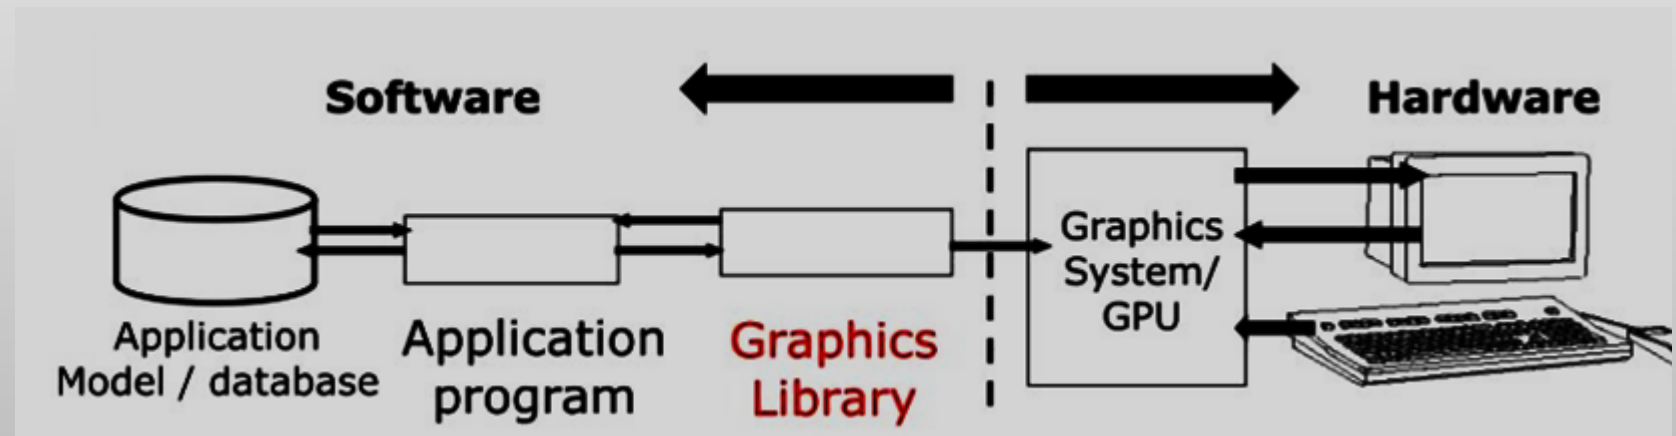 Software
Hardware
Application
Model / database
Application
program
Graphics
Library
Graphics
System/
GPU